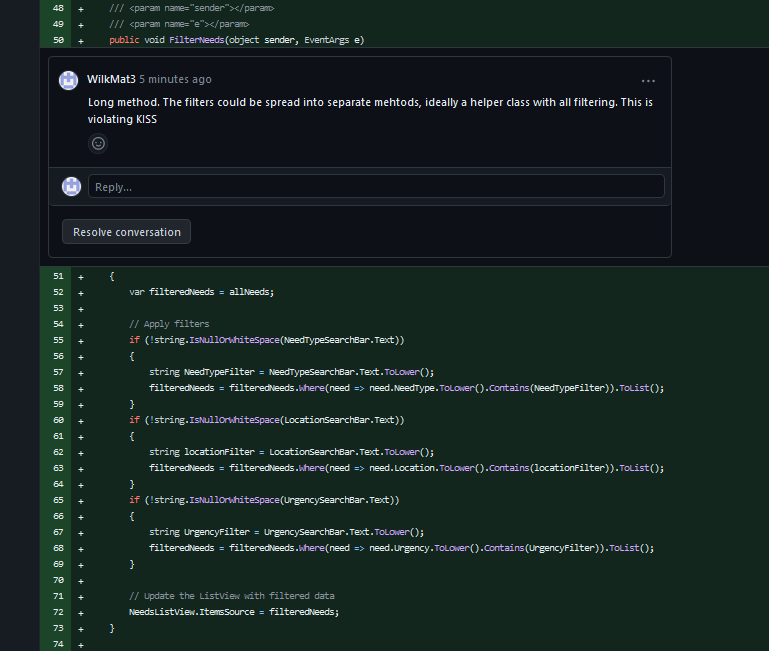 48 + /// <param name="sender"></param>
49 + /// <param name="e"></param>
50 + public void FilterNeeds(object sender, EventArgs e)
WilkMat3 5 minutes ago ...
Long method. The filters could be spread into separate mehtods, ideally a helper class with all filtering. This is
violating KISS
Reply...
Resolve conversation
51 + {
52 + var filteredNeeds = allNeeds;
53 +
54 + // Apply filters
55 + if (!string.IsNullOrWhiteSpace(NeedTypeSearchBar.Text))
56 + {
57 + string NeedTypeFilter = NeedTypeSearchBar.Text.ToLower();
58 + filteredNeeds = filteredNeeds.Where(need => need.NeedType.ToLower().Contains(NeedTypeFilter)).ToList();
59 + }
60 + if (!string.IsNullOrWhiteSpace(LocationSearchBar.Text))
61 + {
62 + string locationFilter = LocationSearchBar.Text.ToLower();
63 + filteredNeeds = filteredNeeds.Where(need => need.Location.ToLower().Contains(locationFilter)).ToList();
64 + }
65 + if (!string.IsNullOrWhiteSpace(UrgencySearchBar.Text))
66 + {
67 + string UrgencyFilter = UrgencySearchBar.Text.ToLower();
68 + filteredNeeds = filteredNeeds.Where(need => need.Urgency.ToLower().Contains(UrgencyFilter)).ToList();
69 + }
70 +
71 + // Update the ListView with filtered data
72 + NeedsListView.ItemsSource = filteredNeeds;
73 + }
74 +